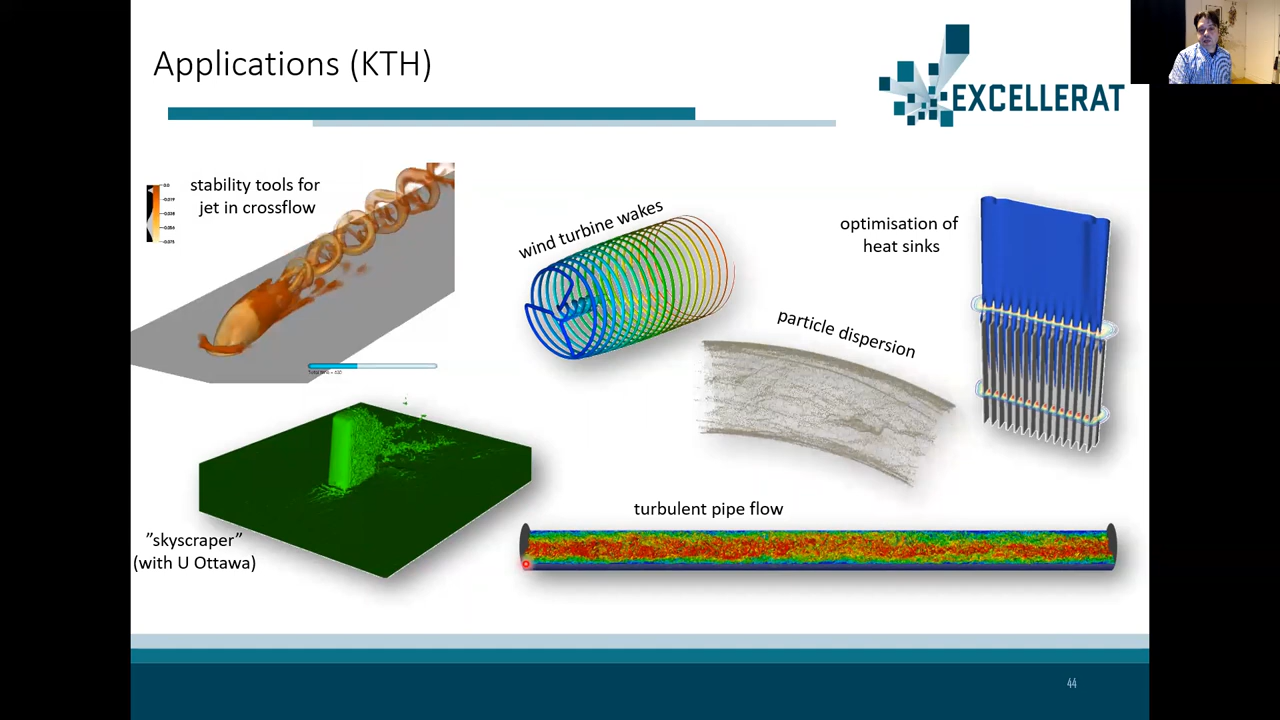 Applications (KTH)
EXCELLERAT
stability tools for
jet in crossflow
wind turbine wakes
optimisation of
heat sinks
particle dispersion
”skyscraper”
(with U Ottawa)
turbulent pipe flow
44